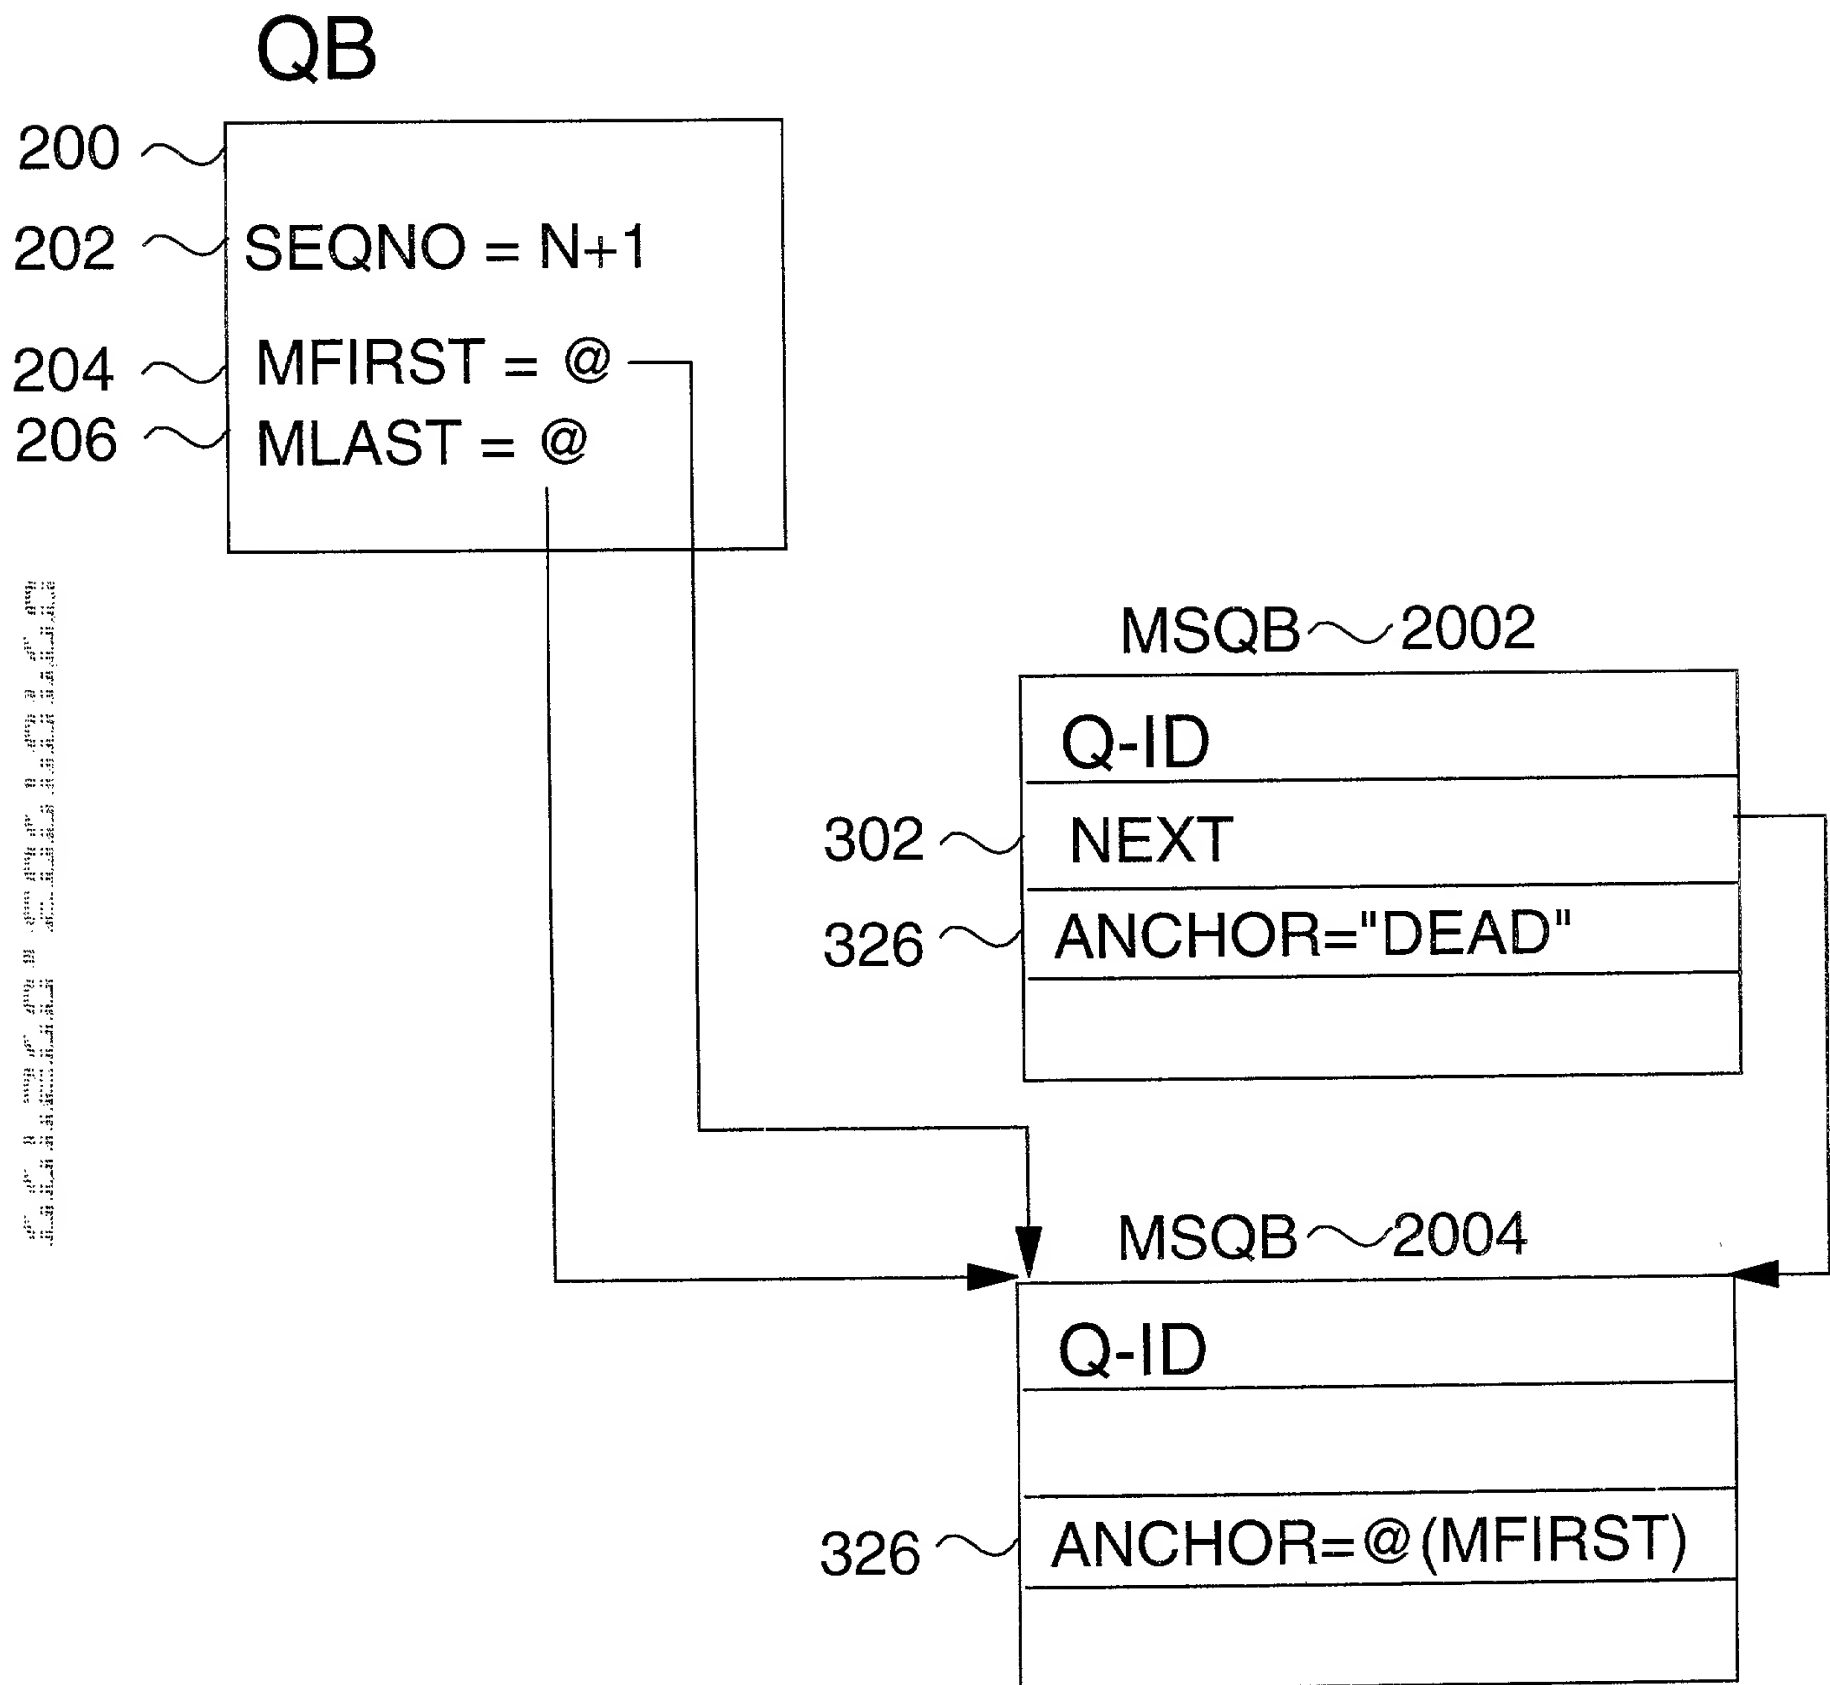 QB
200
202 SEQNO = N+1
204 MFIRST = @
206 MLAST = @
MSQB 2002
Q-ID
302 NEXT
326 ANCHOR="DEAD"
MSQB 2004
Q-ID
326 ANCHOR=@(MFIRST)